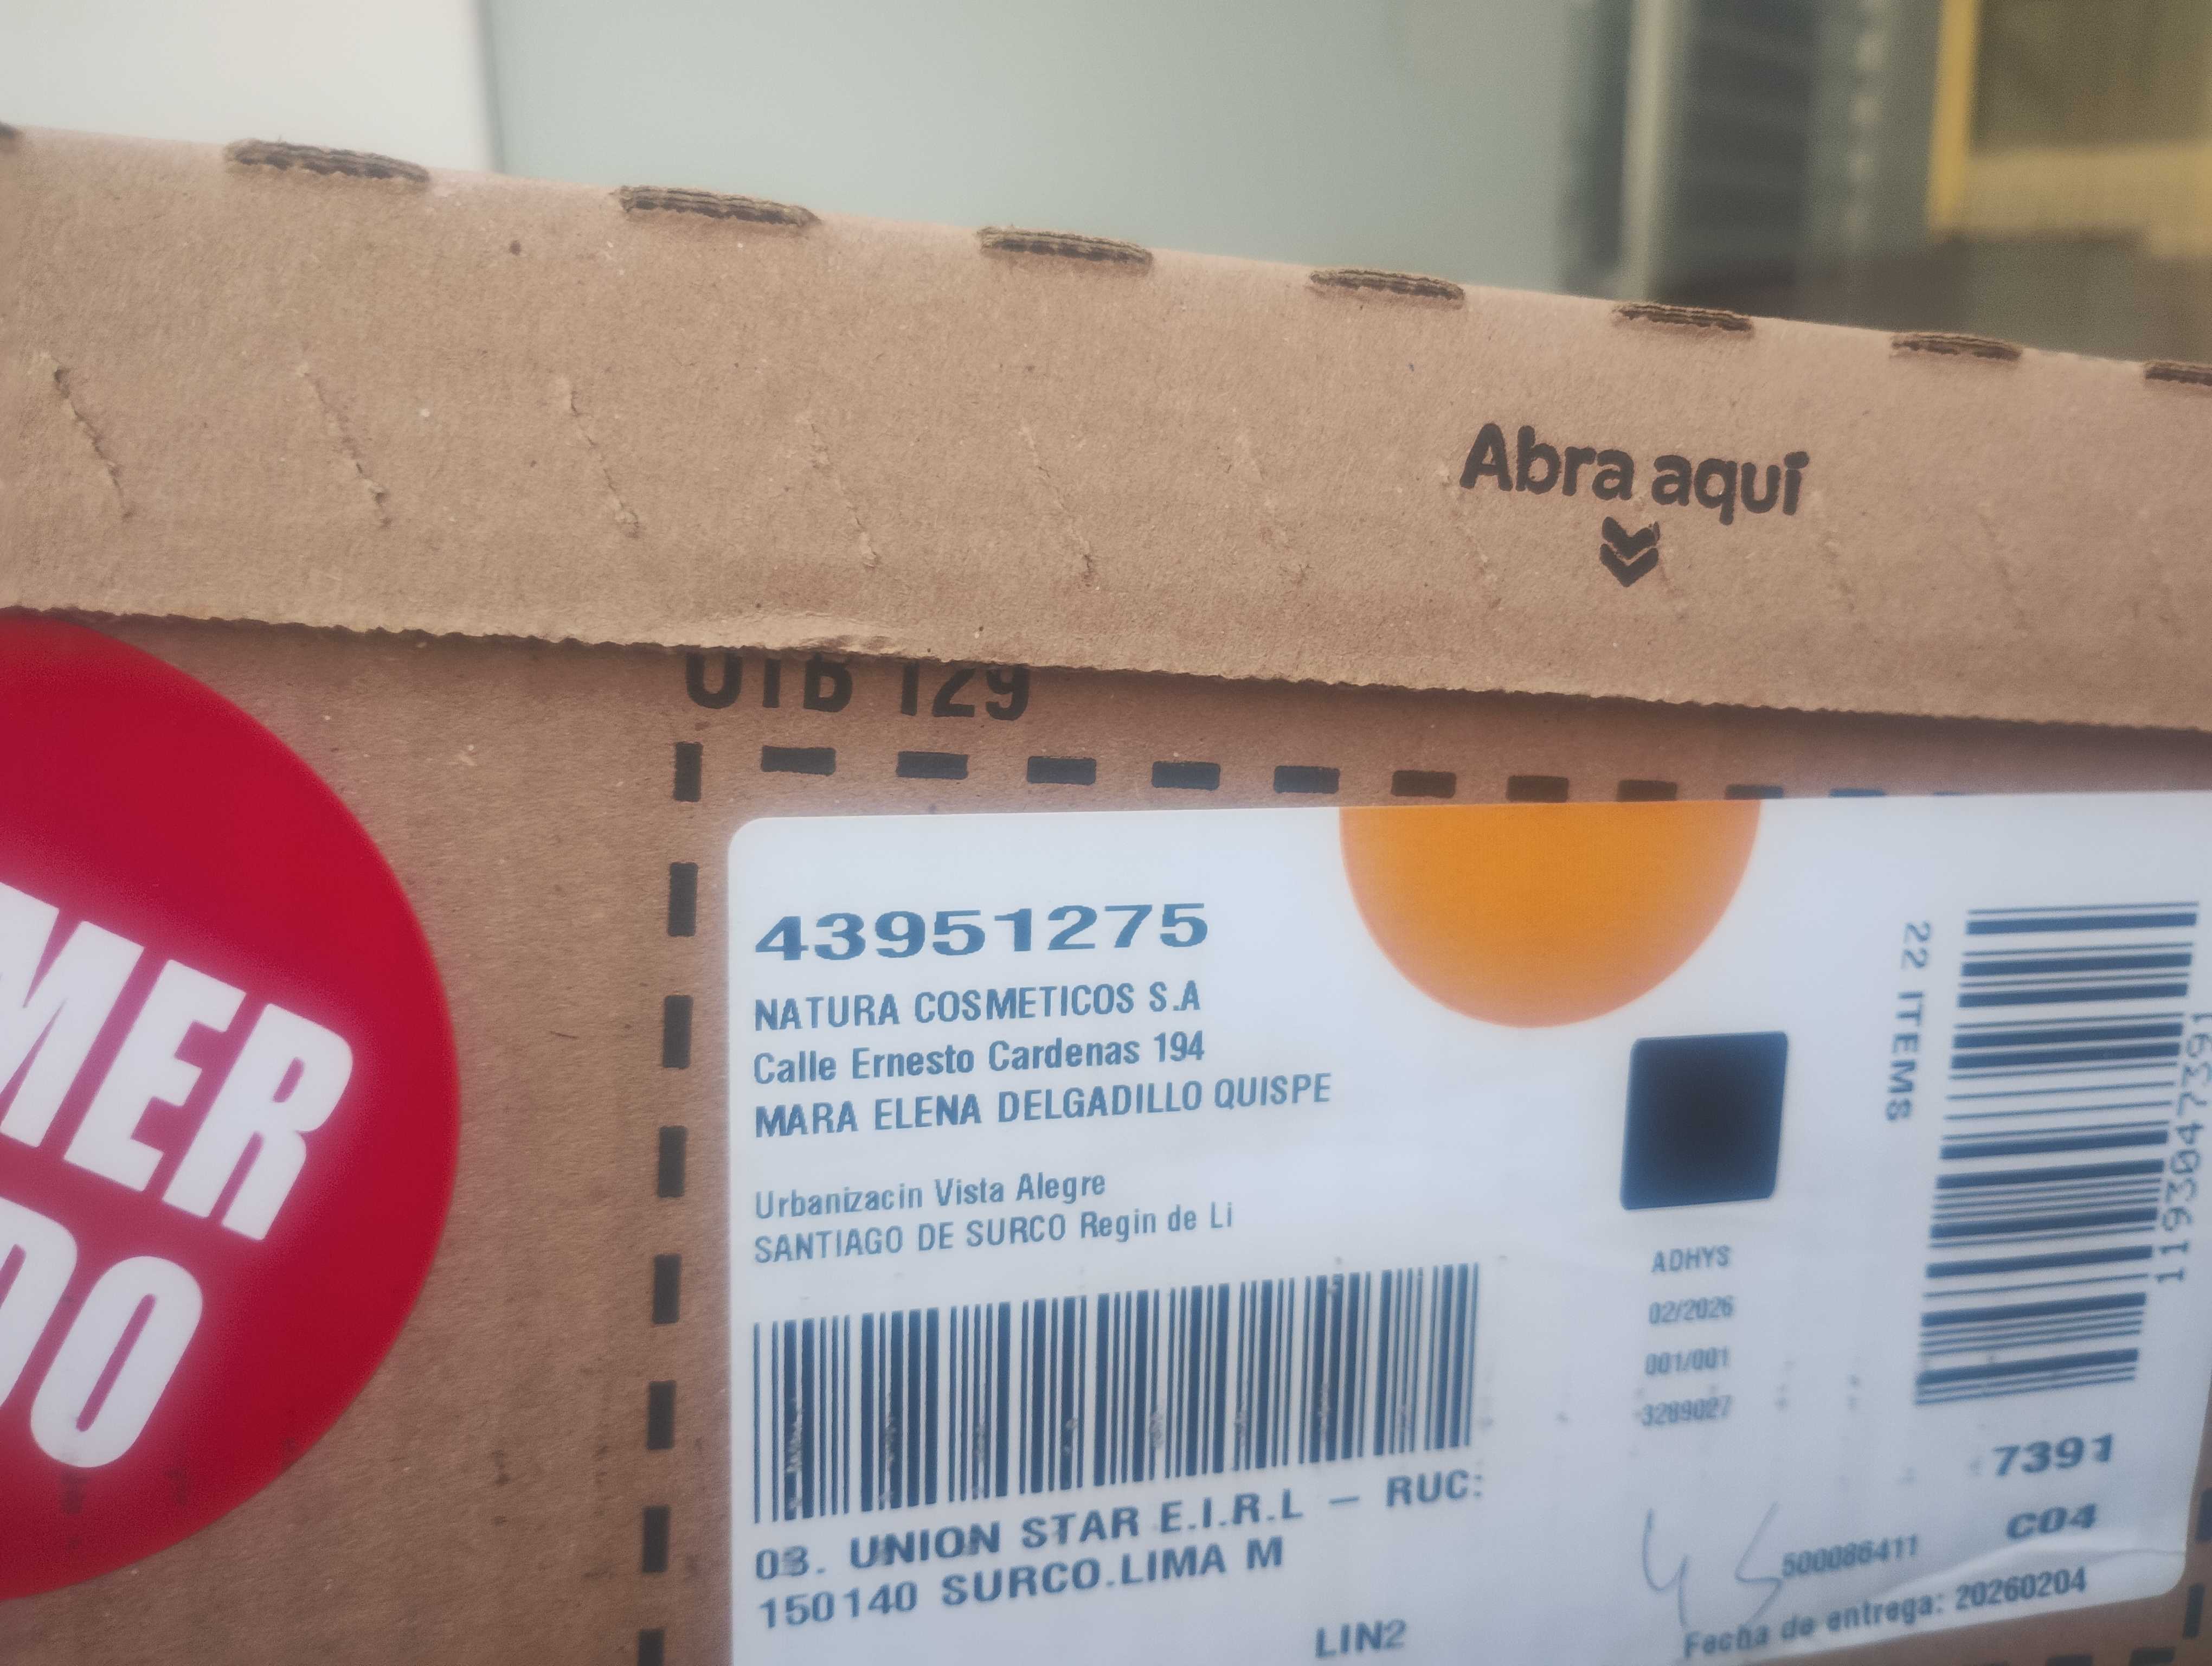 Abra aquí
UTB 129
MER
DO
43951275
NATURA COSMETICOS S.A
Calle Ernesto Cardenas 194
MARA ELENA DELGADILLO QUISPE
Urbanizacin Vista Alegre
SANTIAGO DE SURCO Regin de Li
03. UNION STAR E.I.R.L – RUC:
150140 SURCO.LIMA M
LIN2
ADHYS
02/2026
001/001
3289027
22 ITEMS
1193047391
7391
C04
45
500086411
Fecha de entrega: 20260204